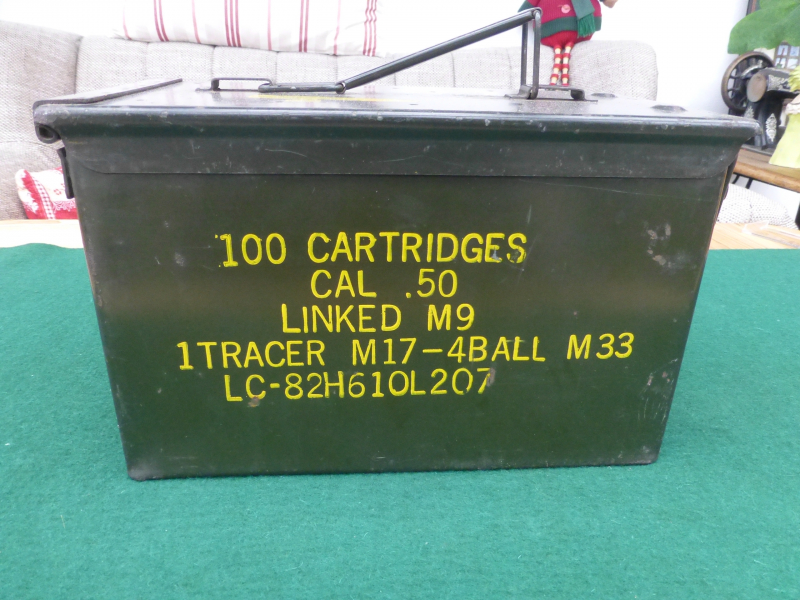 100 CARTRIDGES
CAL .50
LINKED M9
1TRACER M17-4BALL M33
LC-82H610L207